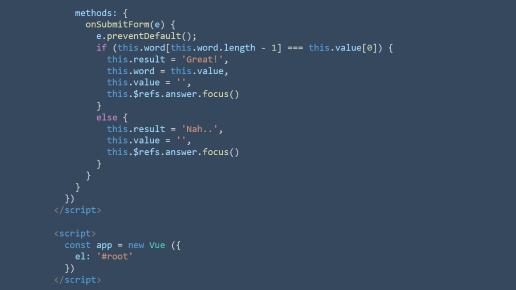 methods: {
onSubmitForm(e) {
e.preventDefault();
if (this.word[this.word.length - 1] === this.value[0]) {
this.result = 'Great!',
this.word = this.value,
this.value = '',
this.$refs.answer.focus()
}
else {
this.result = 'Nah..',
this.value = '',
this.$refs.answer.focus()
}
}
}
})
</script>
<script>
const app = new Vue ({
el: '#root'
})
</script>